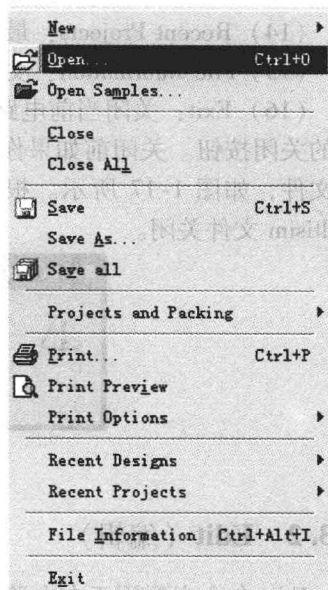 New
Open... Ctrl+O
Open Samples...
Close
Close All
Save Ctrl+S
Save As...
Save all
Projects and Packing
Print... Ctrl+P
Print Preview
Print Options
Recent Designs
Recent Projects
File Information Ctrl+Alt+I
Exit